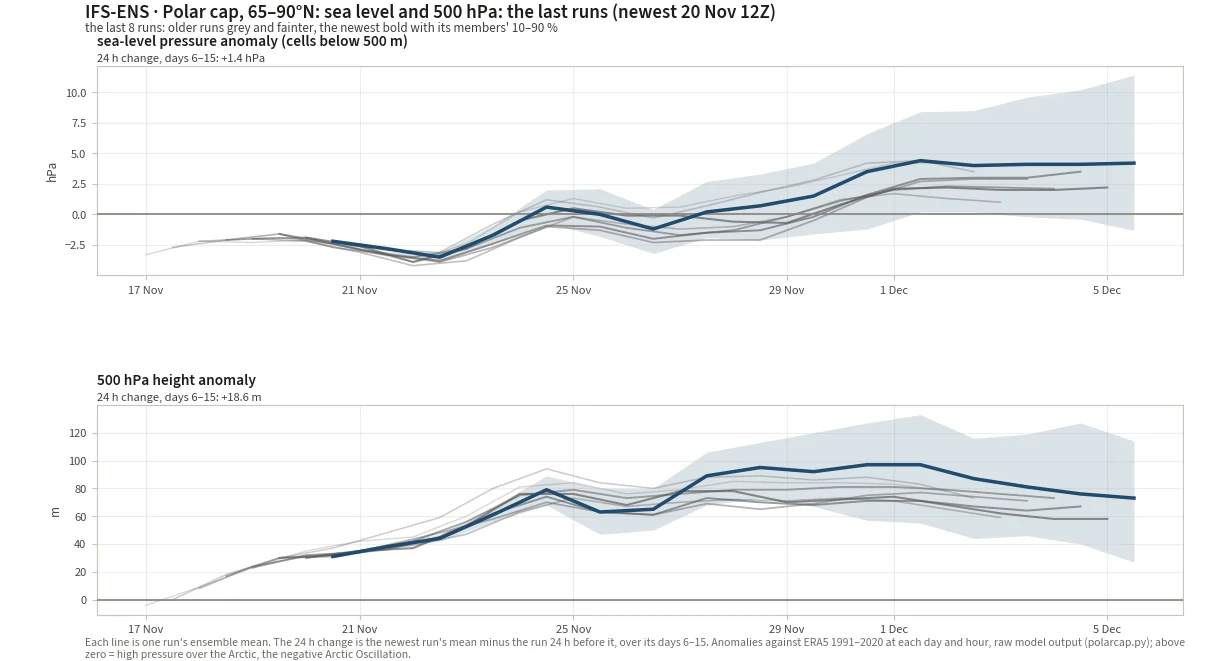 IFS-ENS · Polar cap, 65–90°N: sea level and 500 hPa: the last runs (newest 20 Nov 12Z)
the last 8 runs: older runs grey and fainter, the newest bold with its members' 10–90 %
sea-level pressure anomaly (cells below 500 m)
24 h change, days 6–15: +1.4 hPa
10.0
7.5
5.0
2.5
0.0
−2.5
hPa
17 Nov 21 Nov 25 Nov 29 Nov 1 Dec 5 Dec
500 hPa height anomaly
24 h change, days 6–15: +18.6 m
120
100
80
60
40
20
0
m
17 Nov 21 Nov 25 Nov 29 Nov 1 Dec 5 Dec
Each line is one run's ensemble mean. The 24 h change is the newest run's mean minus the run 24 h before it, over its days 6–15. Anomalies against ERA5 1991–2020 at each day and hour, raw model output (polarcap.py); above
zero = high pressure over the Arctic, the negative Arctic Oscillation.